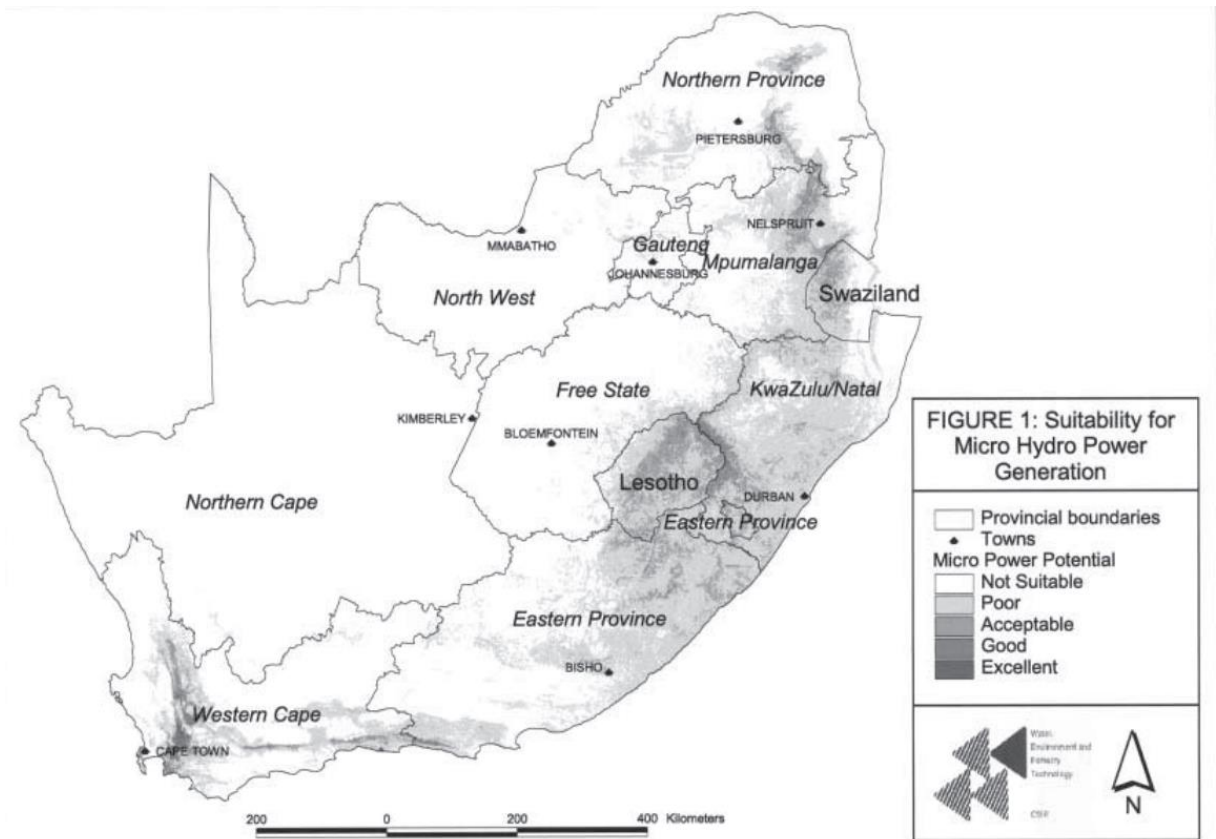 Northern Province
PIETERSBURG
NELSPRUIT
MMABATHO
Gauteng
JOHANNESBURG
Mpumalanga
North West
Swaziland
Free State
KwaZulu/Natal
KIMBERLEY
BLOEMFONTEIN
Northern Cape
Lesotho
DURBAN
Eastern Province
Eastern Province
BISHO
Western Cape
CAPE TOWN
200 0 200 400 Kilometers
FIGURE 1: Suitability for
Micro Hydro Power
Generation
Provincial boundaries
Towns
Micro Power Potential
Not Suitable
Poor
Acceptable
Good
Excellent
Water,
Environment and
Forestry
Technology
CSIR
N